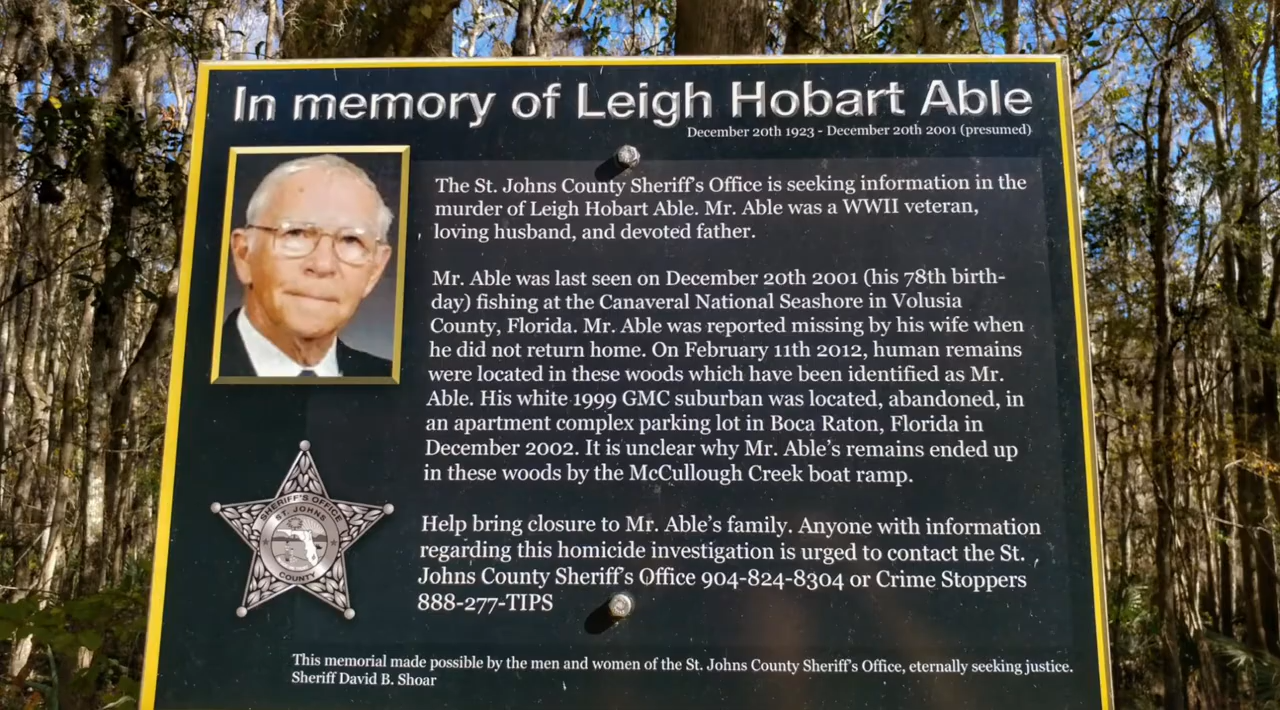 In memory of Leigh Hobart Able
December 20th 1923 - December 20th 2001 (presumed)
The St. Johns County Sheriff's Office is seeking information in the
murder of Leigh Hobart Able. Mr. Able was a WWII veteran,
loving husband, and devoted father.
Mr. Able was last seen on December 20th 2001 (his 78th birth-
day) fishing at the Canaveral National Seashore in Volusia
County, Florida. Mr. Able was reported missing by his wife when
he did not return home. On February 11th 2012, human remains
were located in these woods which have been identified as Mr.
Able. His white 1999 GMC suburban was located, abandoned, in
an apartment complex parking lot in Boca Raton, Florida in
December 2002. It is unclear why Mr. Able's remains ended up
in these woods by the McCullough Creek boat ramp.
SHERIFF'S OFFICE
ST. JOHNS
COUNTY
Help bring closure to Mr. Able's family. Anyone with information
regarding this homicide investigation is urged to contact the St.
Johns County Sheriff's Office 904-824-8304 or Crime Stoppers
888-277-TIPS
This memorial made possible by the men and women of the St. Johns County Sheriff's Office, eternally seeking justice.
Sheriff David B. Shoar